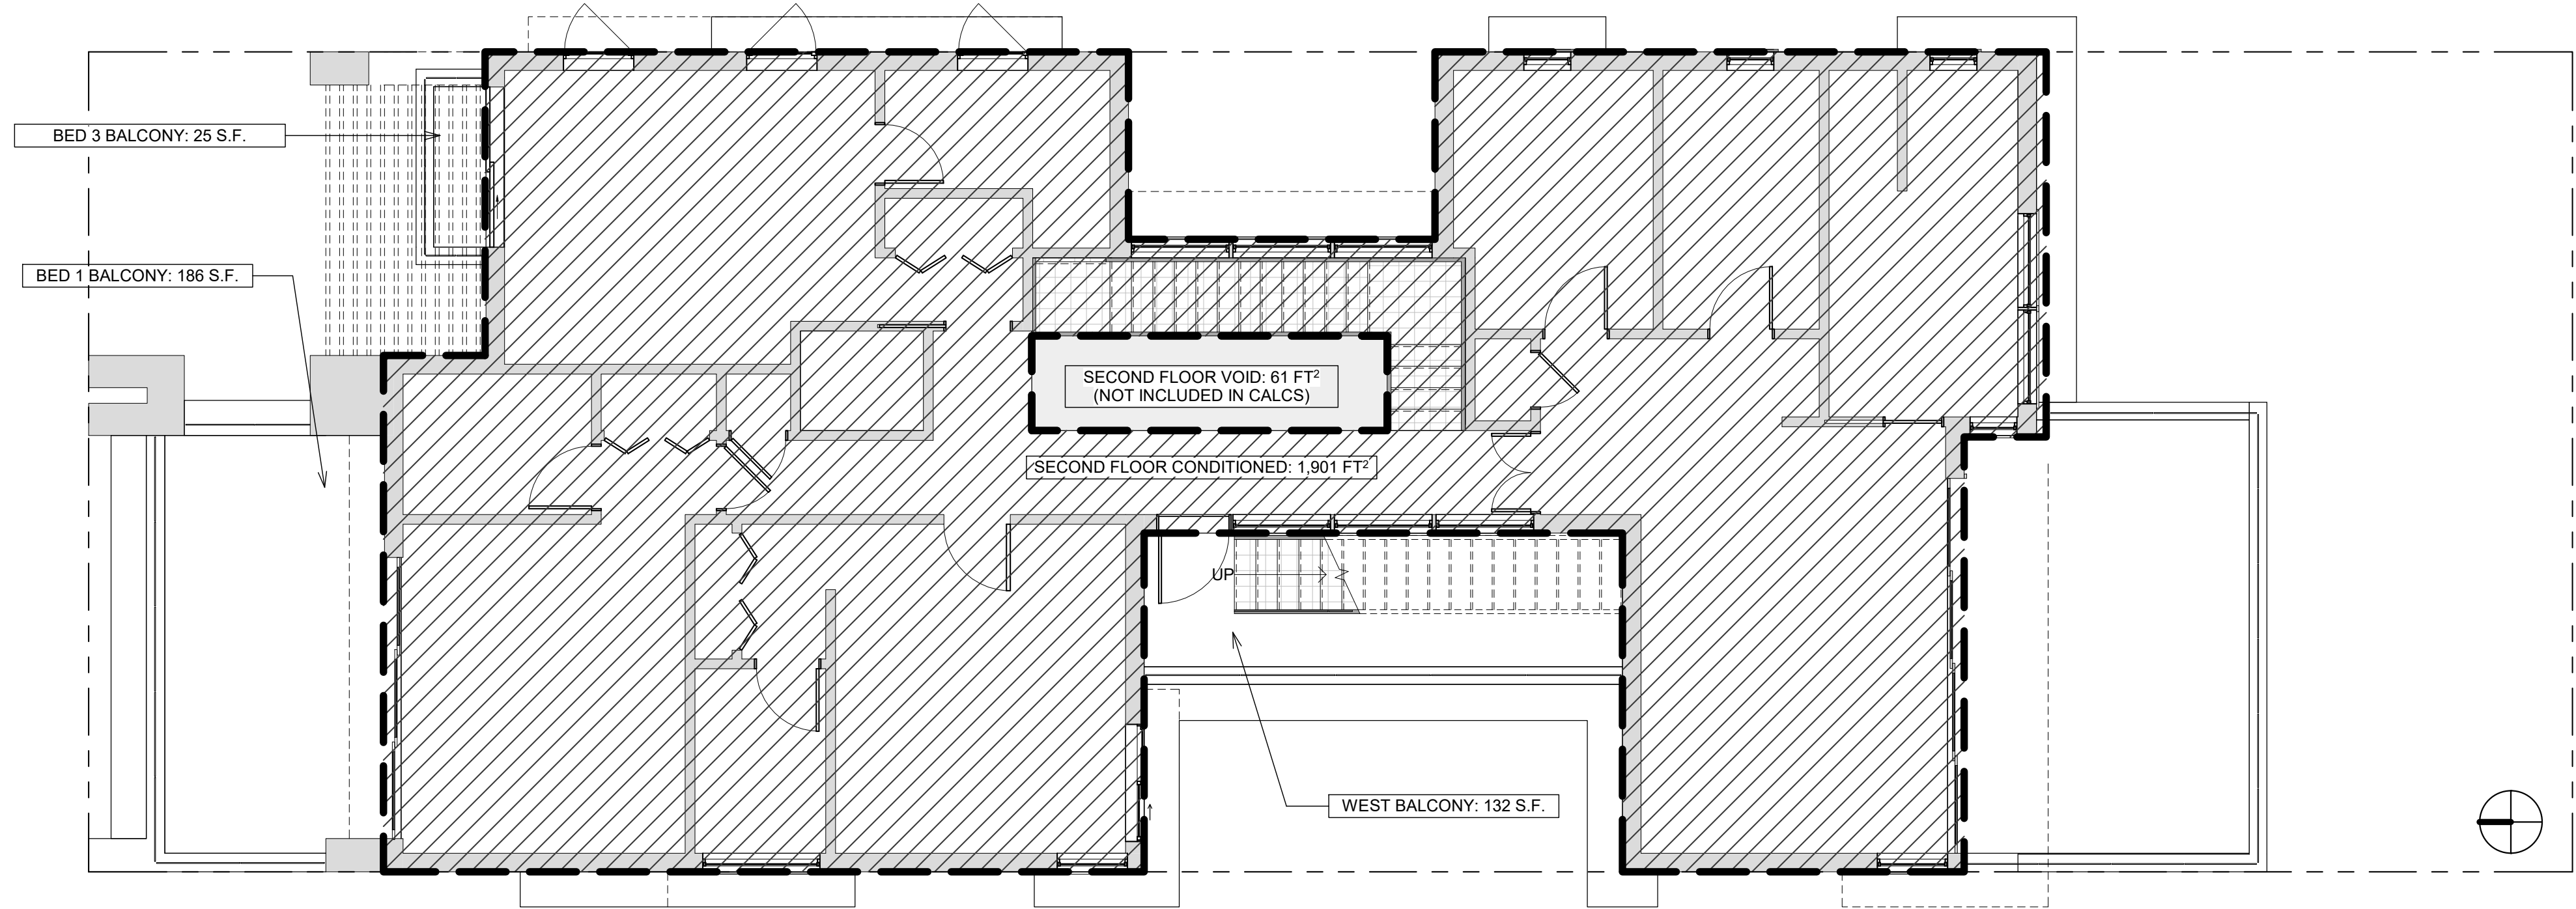 BED 3 BALCONY: 25 S.F.
BED 1 BALCONY: 186 S.F.
SECOND FLOOR VOID: 61 FT²
(NOT INCLUDED IN CALCS)
SECOND FLOOR CONDITIONED: 1,901 FT²
UP
WEST BALCONY: 132 S.F.